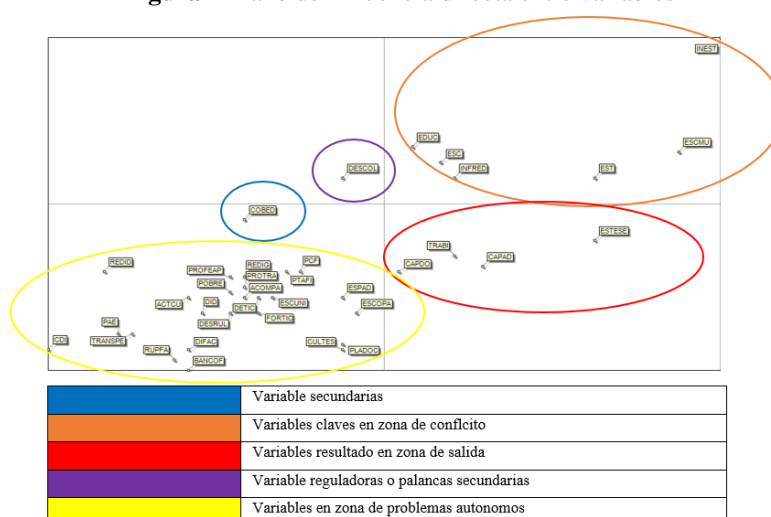 INEST
EDUC
ESCMU
ESC
INFRED
EST
DESCOL
COBED
ESTESE
TRABI
CAPDO
CAPAD
REDID
PROFEAP
REDIG
PCF
PROTRA
PTAFI
POBRE
ACOMPA
ESPAD
ACTCU
DID
DETIC
ESCUNI
ESCOPA
DESRUL
FORTIC
PAE
TRANSPE
CDI
RUPFA
DIFAC
BANCOF
CULTES
PLADOC
Variable secundarias
Variables claves en zona de conflcito
Variables resultado en zona de salida
Variable reguladoras o palancas secundarias
Variables en zona de problemas autonomos